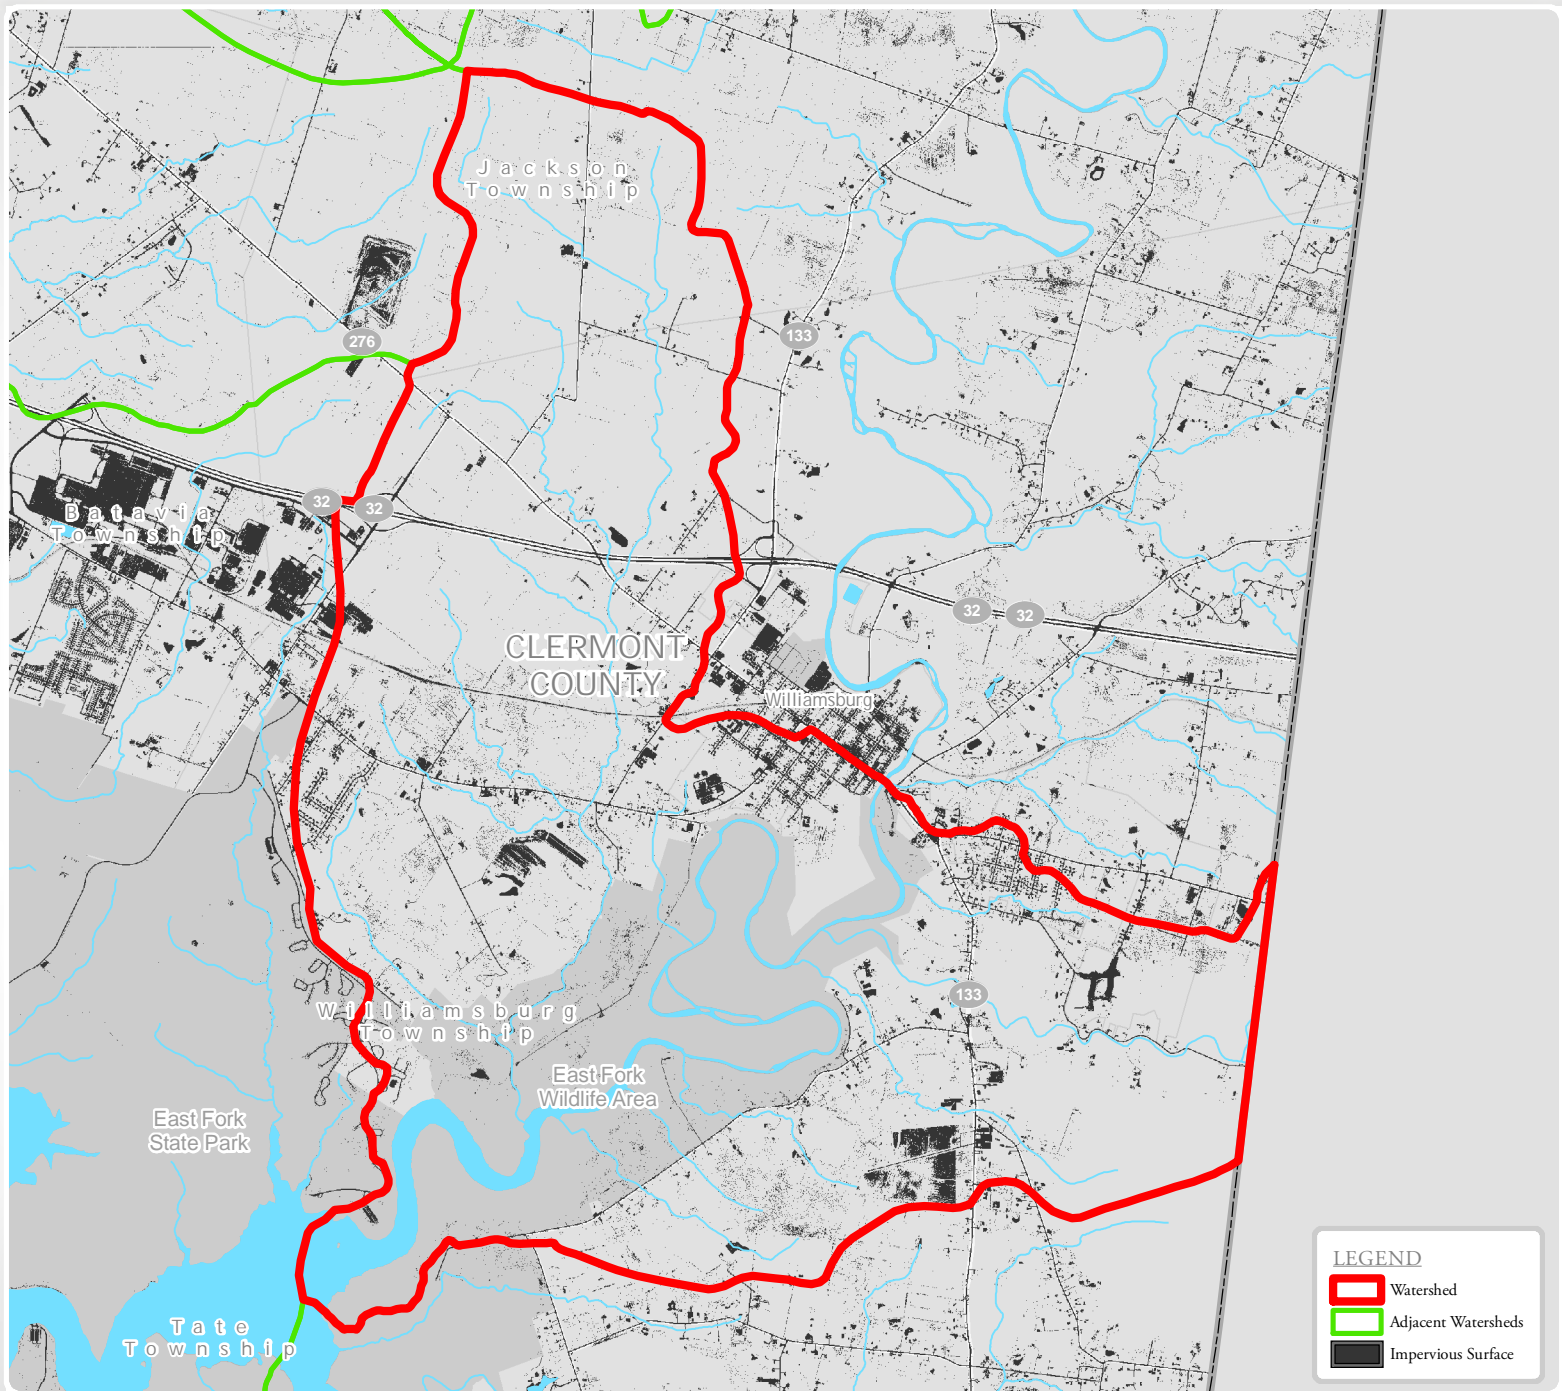 Jackson
Township
276
133
32
32
Batavia
Township
32
32
CLERMONT
COUNTY
Williamsburg
133
Williamsburg
Township
East Fork
Wildlife Area
East Fork
State Park
Tate
Township
LEGEND
Watershed
Adjacent Watersheds
Impervious Surface